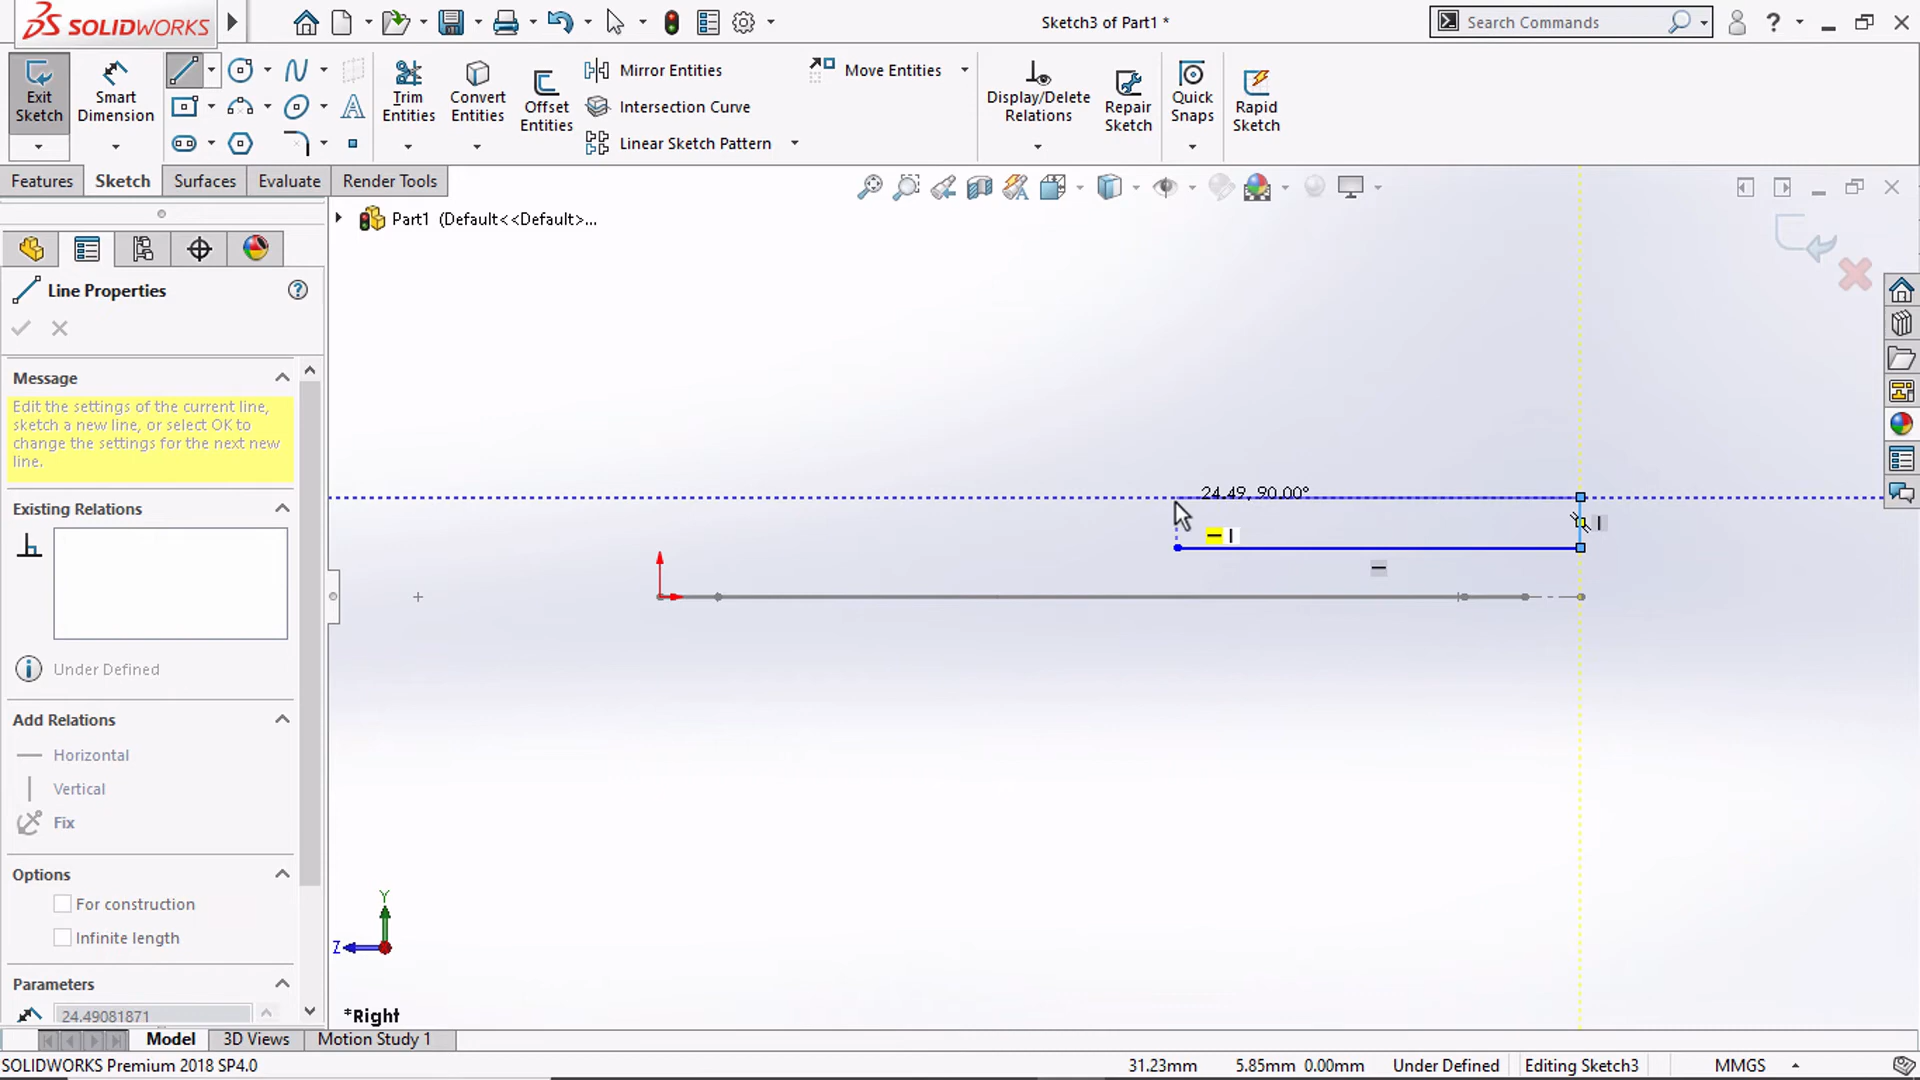 SOLIDWORKS
Sketch3 of Part1 *
Search Commands
?
Exit Sketch
Smart Dimension
Trim Entities
Convert Entities
Offset Entities
Mirror Entities
Intersection Curve
Linear Sketch Pattern
Move Entities
Display/Delete Relations
Repair Sketch
Quick Snaps
Rapid Sketch
Features
Sketch
Surfaces
Evaluate
Render Tools
Part1 (Default<<Default>...
Line Properties
?
Message
Edit the settings of the current line,
sketch a new line, or select OK to
change the settings for the next new
line.
Existing Relations
Under Defined
Add Relations
Horizontal
Vertical
Fix
Options
For construction
Infinite length
Parameters
24.49081871
24.49, 90.00°
Y
Z
*Right
Model
3D Views
Motion Study 1
SOLIDWORKS Premium 2018 SP4.0
31.23mm
5.85mm
0.00mm
Under Defined
Editing Sketch3
MMGS